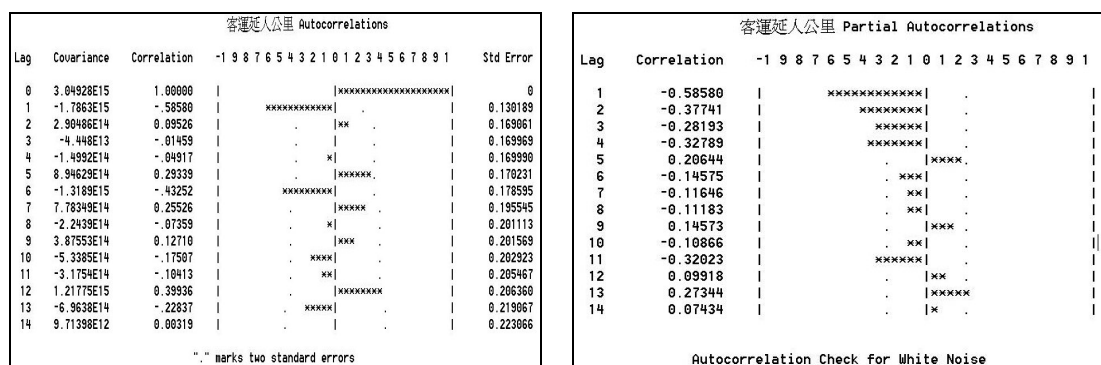 客運延人公里 Autocorrelations
Lag Covariance Correlation -1 9 8 7 6 5 4 3 2 1 0 1 2 3 4 5 6 7 8 9 1 Std Error
0 3.04928E15 1.00000 | |********************| 0
1 -1.7863E15 -.58580 | ************| . | 0.130189
2 2.90486E14 0.09526 | . |** . | 0.169061
3 -4.448E13 -.01459 | . | . | 0.169969
4 -1.4992E14 -.04917 | . *| . | 0.169990
5 8.94629E14 0.29339 | . |******. | 0.170231
6 -1.3189E15 -.43252 | *********| . | 0.178595
7 7.78349E14 0.25526 | . |***** . | 0.195545
8 -2.2439E14 -.07359 | . *| . | 0.201113
9 3.87553E14 0.12710 | . |*** . | 0.201569
10 -5.3385E14 -.17507 | . ****| . | 0.202923
11 -3.1754E14 -.10413 | . **| . | 0.205467
12 1.21775E15 0.39936 | . |******** | 0.206360
13 -6.9638E14 -.22837 | . *****| . | 0.219067
14 9.71398E12 0.00319 | . | . | 0.223066
"." marks two standard errors
客運延人公里 Partial Autocorrelations
Lag Correlation -1 9 8 7 6 5 4 3 2 1 0 1 2 3 4 5 6 7 8 9 1
1 -0.58580 ************| . |
2 -0.37741 ********| . |
3 -0.28193 ******| . |
4 -0.32789 *******| . |
5 0.20644 . |****. |
6 -0.14575 . ***| . |
7 -0.11646 . **| . |
8 -0.11183 . **| . |
9 0.14573 . |*** . |
10 -0.10866 . **| . |
11 -0.32023 ******| . |
12 0.09918 . |** . |
13 0.27344 . |***** |
14 0.07434 . |* . |
Autocorrelation Check for White Noise